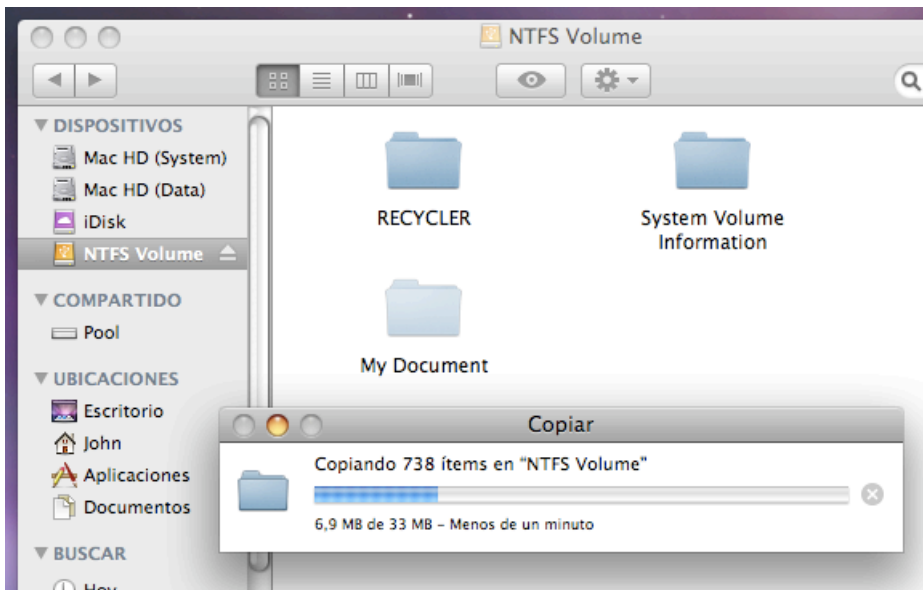 NTFS Volume
DISPOSITIVOS
Mac HD (System)
Mac HD (Data)
iDisk
NTFS Volume
COMPARTIDO
Pool
UBICACIONES
Escritorio
John
Aplicaciones
Documentos
BUSCAR
Hoy
RECYCLER
System Volume
Information
My Document
Copiar
Copiando 738 ítems en “NTFS Volume”
6,9 MB de 33 MB – Menos de un minuto